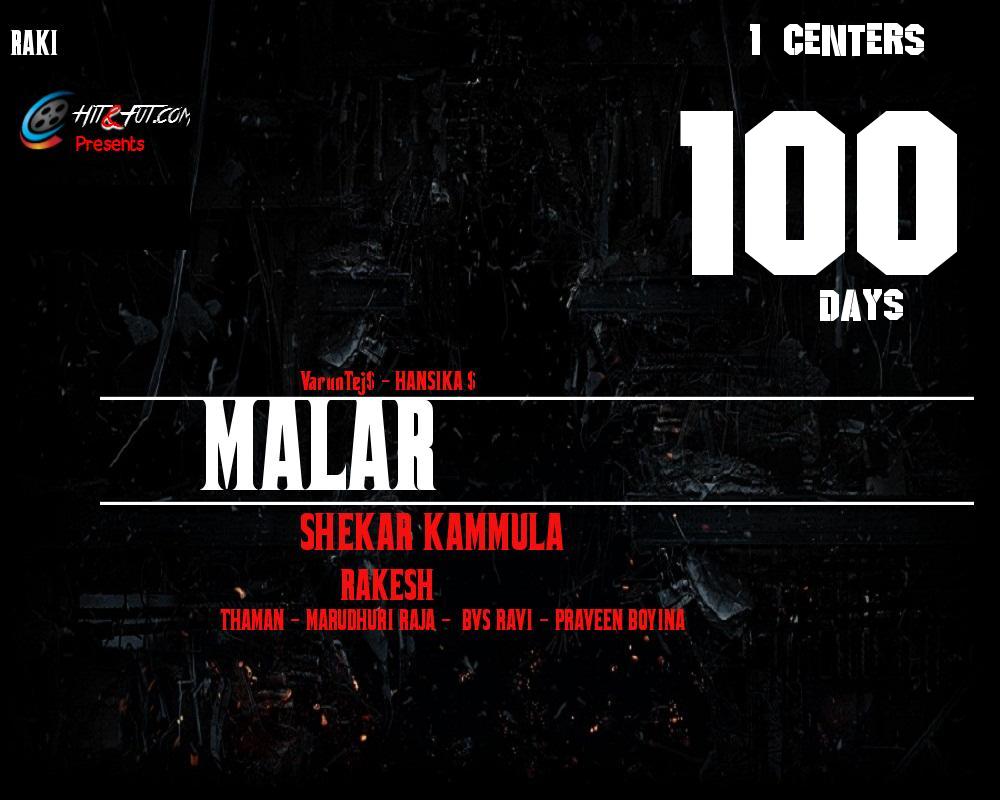 RAKI
1 CENTERS
HIT&FUT.COM
Presents
100
DAYS
VarunTej$ - HANSIKA $
MALAR
SHEKAR KAMMULA
RAKESH
THAMAN - MARUDHURI RAJA - BVS RAVI - PRAVEEN BOYINA